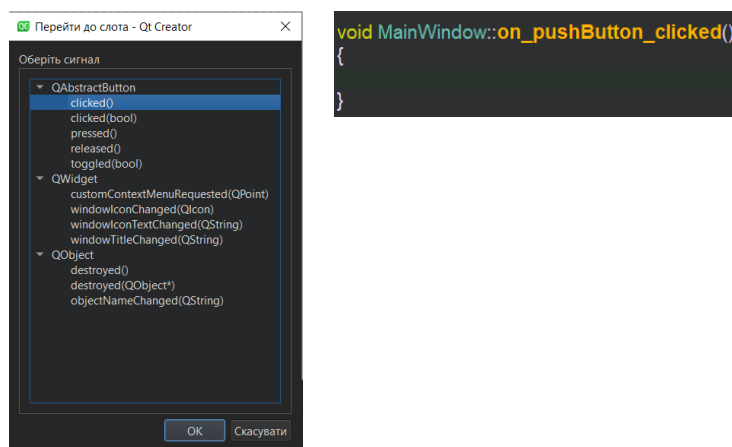 Перейти до слота - Qt Creator
Оберіть сигнал
QAbstractButton
clicked()
clicked(bool)
pressed()
released()
toggled(bool)
QWidget
customContextMenuRequested(QPoint)
windowIconChanged(QIcon)
windowIconTextChanged(QString)
windowTitleChanged(QString)
QObject
destroyed()
destroyed(QObject*)
objectNameChanged(QString)
OK
Скасувати
void MainWindow::on_pushButton_clicked()
{
}